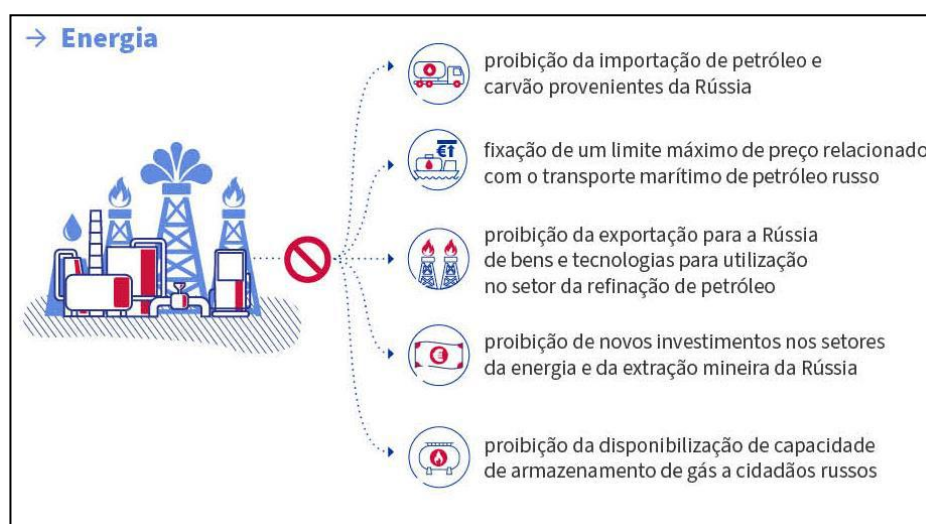 → Energia
proibição da importação de petróleo e
carvão provenientes da Rússia
€↑
fixação de um limite máximo de preço relacionado
com o transporte marítimo de petróleo russo
proibição da exportação para a Rússia
de bens e tecnologias para utilização
no setor da refinação de petróleo
proibição de novos investimentos nos setores
da energia e da extração mineira da Rússia
proibição da disponibilização de capacidade
de armazenamento de gás a cidadãos russos